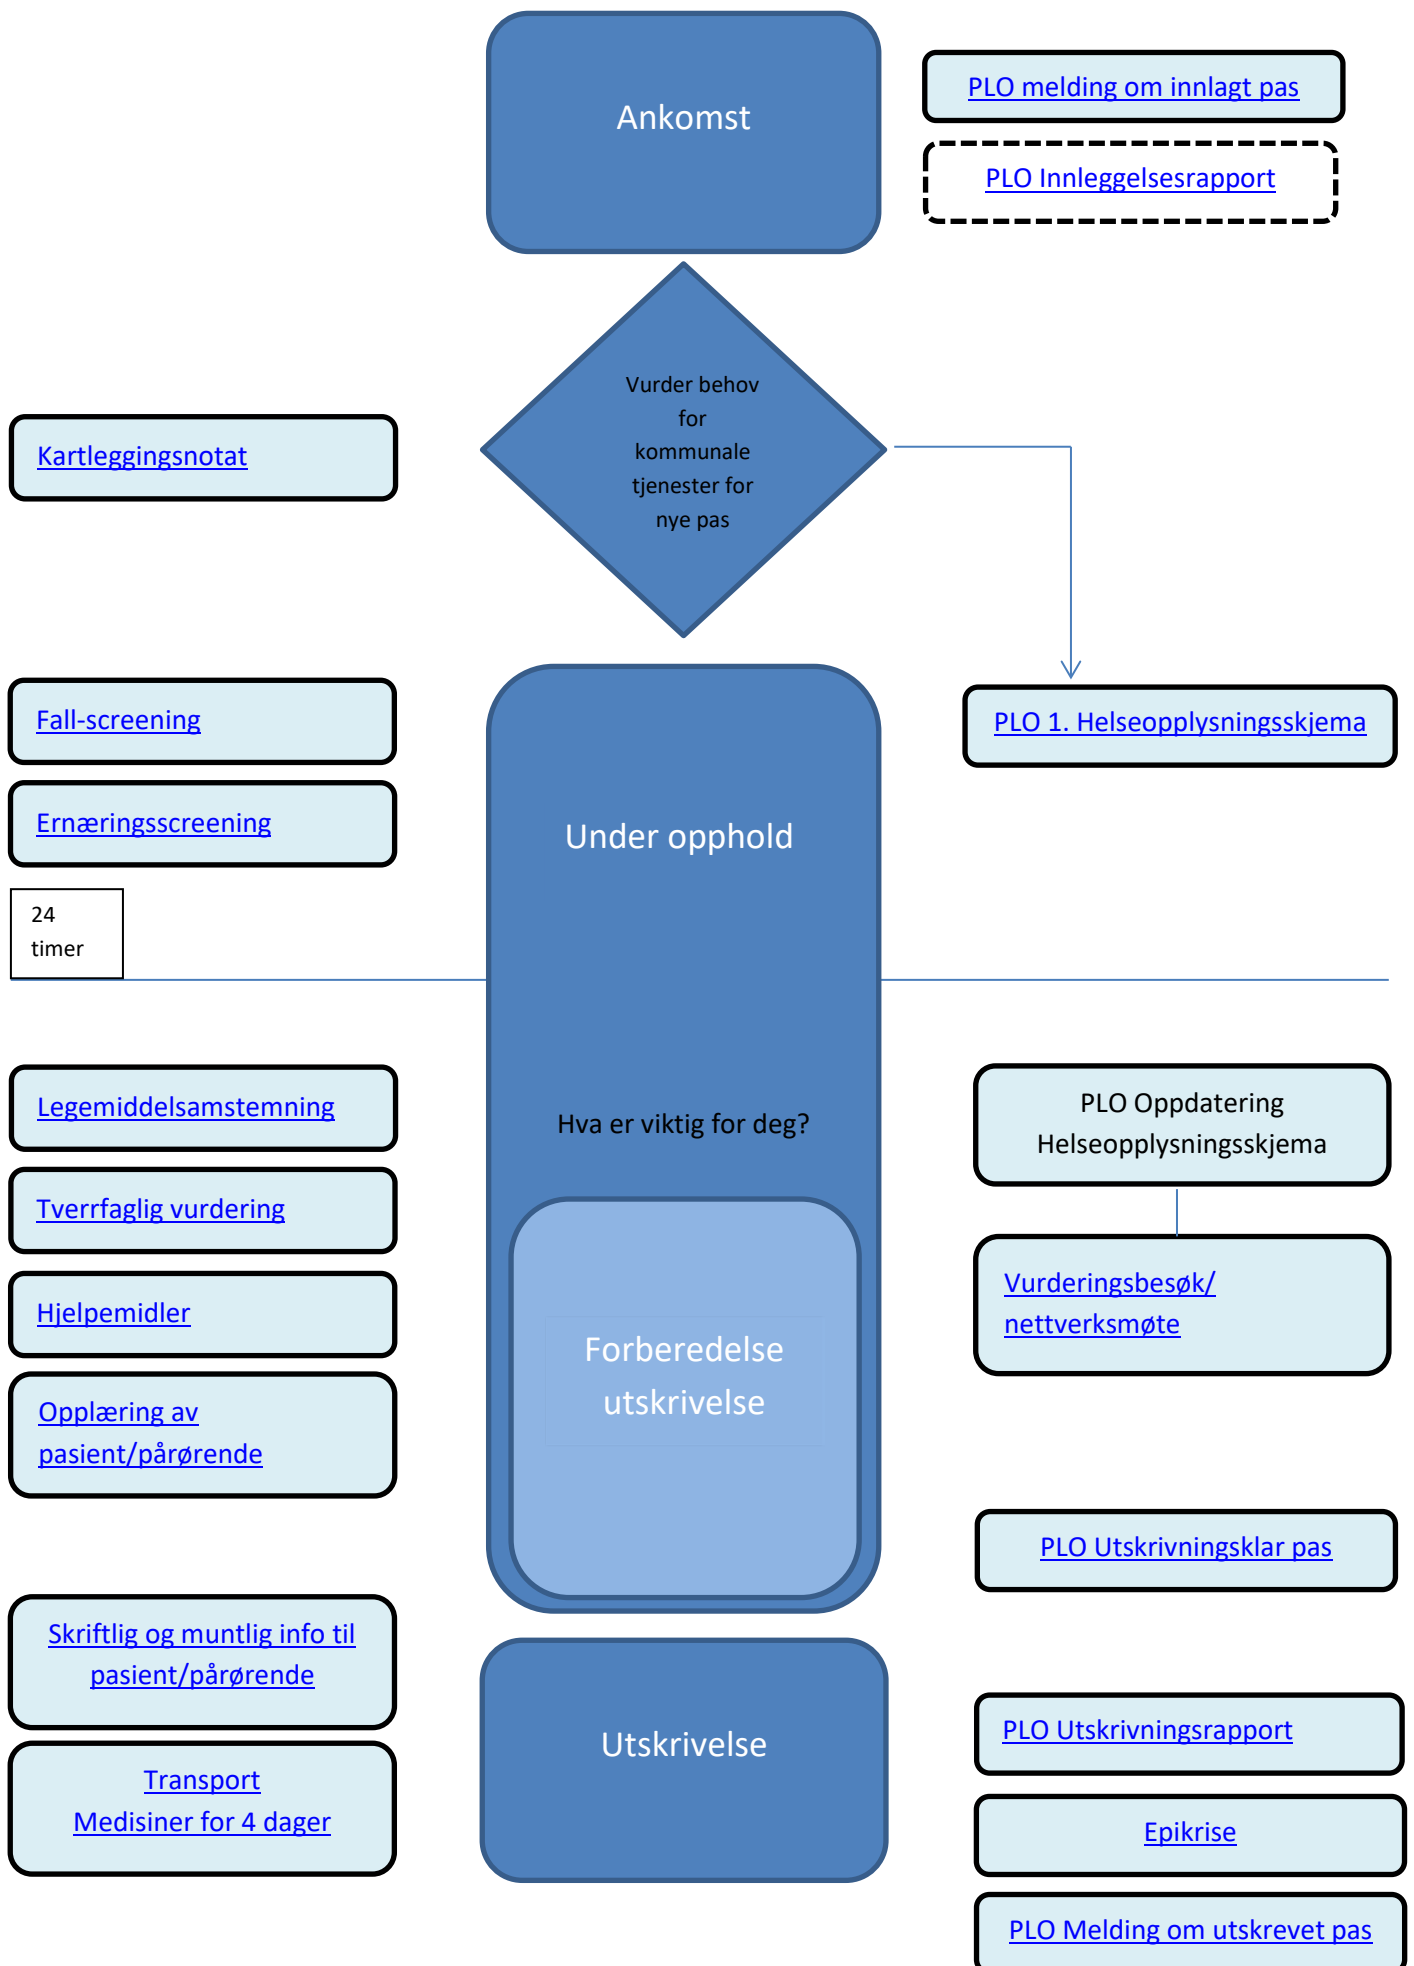 Ankomst
PLO melding om innlagt pas
PLO Innleggelsesrapport
Vurder behov
for
kommunale
tjenester for
nye pas
Kartleggingsnotat
Fall-screening
PLO 1. Helseopplysningsskjema
Ernæringsscreening
Under opphold
24
timer
Legemiddelsamstemning
Hva er viktig for deg?
PLO Oppdatering
Helseopplysningsskjema
Tverrfaglig vurdering
Hjelpemidler
Vurderingsbesøk/
nettverksmøte
Forberedelse
utskrivelse
Opplæring av
pasient/pårørende
PLO Utskrivningsklar pas
Skriftlig og muntlig info til
pasient/pårørende
Utskrivelse
PLO Utskrivningsrapport
Transport
Medisiner for 4 dager
Epikrise
PLO Melding om utskrevet pas